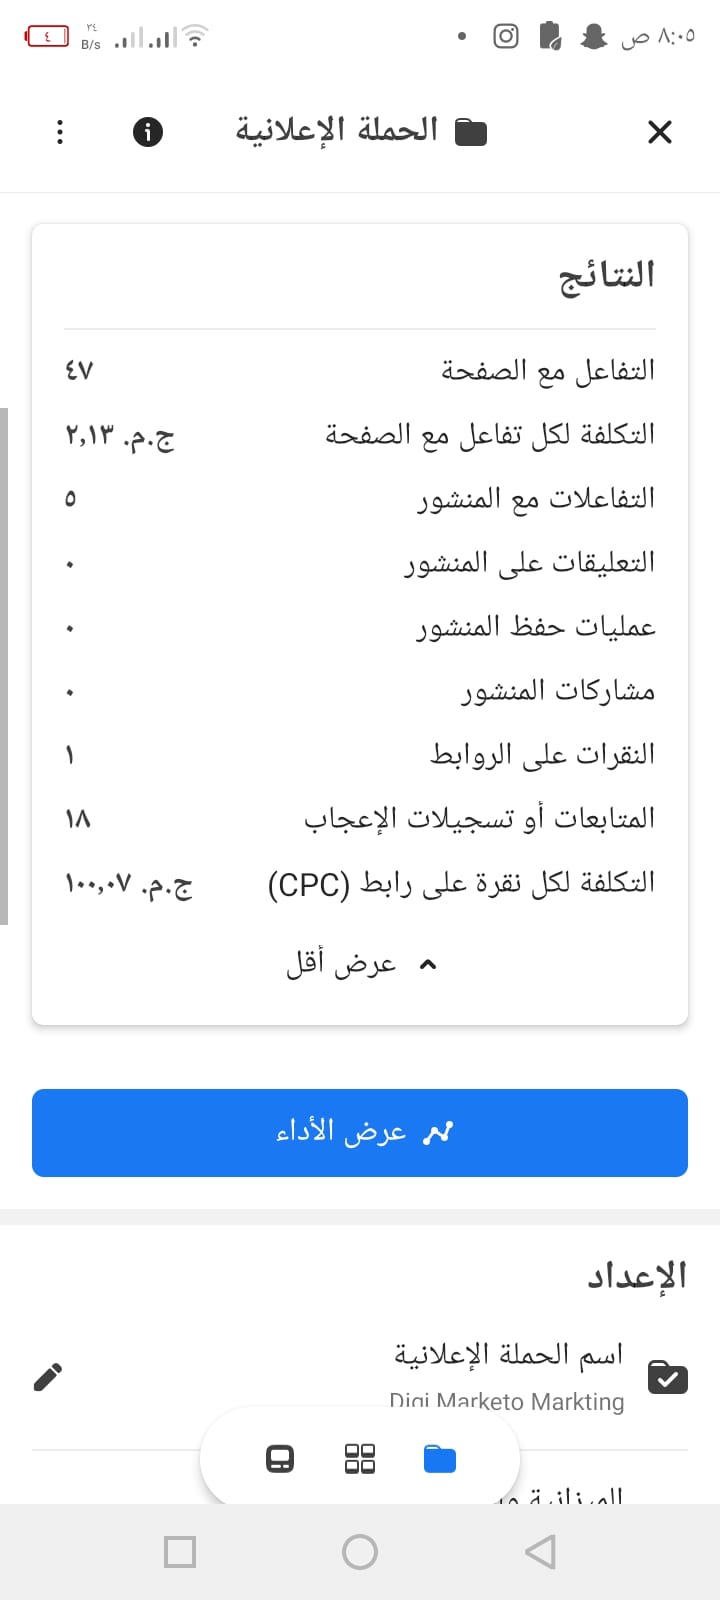 ٨:٠٥ ص
٣٤
B/s
٤
الحملة الإعلانية
النتائج
التفاعل مع الصفحة ٤٧
التكلفة لكل تفاعل مع الصفحة ج.م. ٢,١٣
التفاعلات مع المنشور ٥
التعليقات على المنشور ٠
عمليات حفظ المنشور ٠
مشاركات المنشور ٠
النقرات على الروابط ١
المتابعات أو تسجيلات الإعجاب ١٨
التكلفة لكل نقرة على رابط (CPC) ج.م. ١٠٠,٠٧
عرض أقل
عرض الأداء
الإعداد
اسم الحملة الإعلانية
Digi Marketo Markting
الميزانية